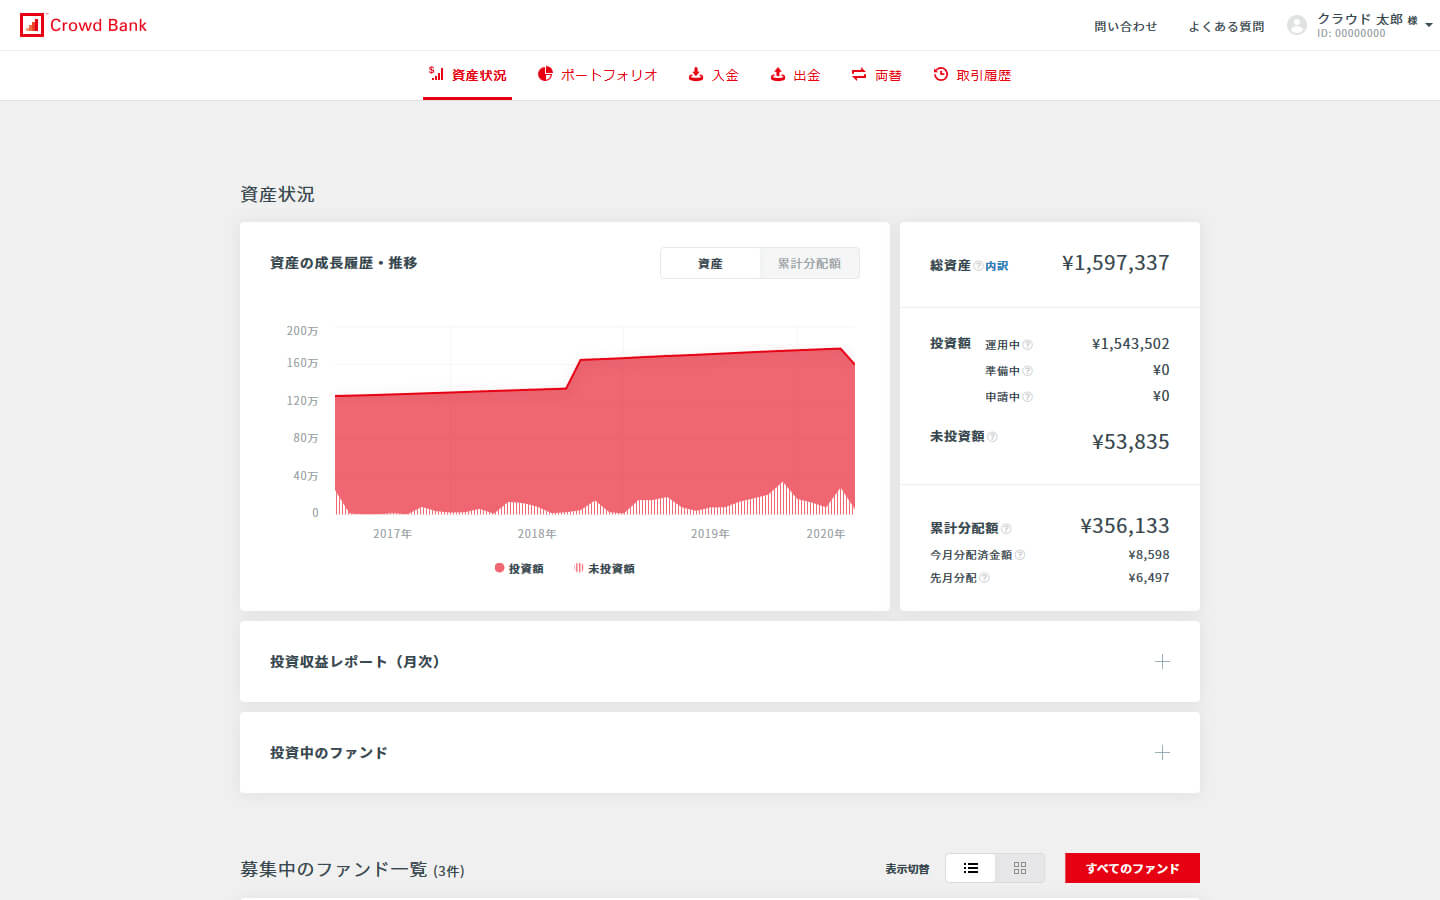 Crowd Bank
問い合わせ
よくある質問
クラウド 太郎 様
ID: 00000000
資産状況
ポートフォリオ
入金
出金
両替
取引履歴
資産状況
資産の成長履歴・推移
資産
累計分配額
200万
160万
120万
80万
40万
0
2017年
2018年
2019年
2020年
投資額
未投資額
総資産 ? 内訳
¥1,597,337
投資額 運用中 ?
¥1,543,502
準備中 ?
¥0
申請中 ?
¥0
未投資額 ?
¥53,835
累計分配額 ?
¥356,133
今月分配済金額 ?
¥8,598
先月分配 ?
¥6,497
投資収益レポート（月次）
投資中のファンド
募集中のファンド一覧 (3件)
表示切替
すべてのファンド